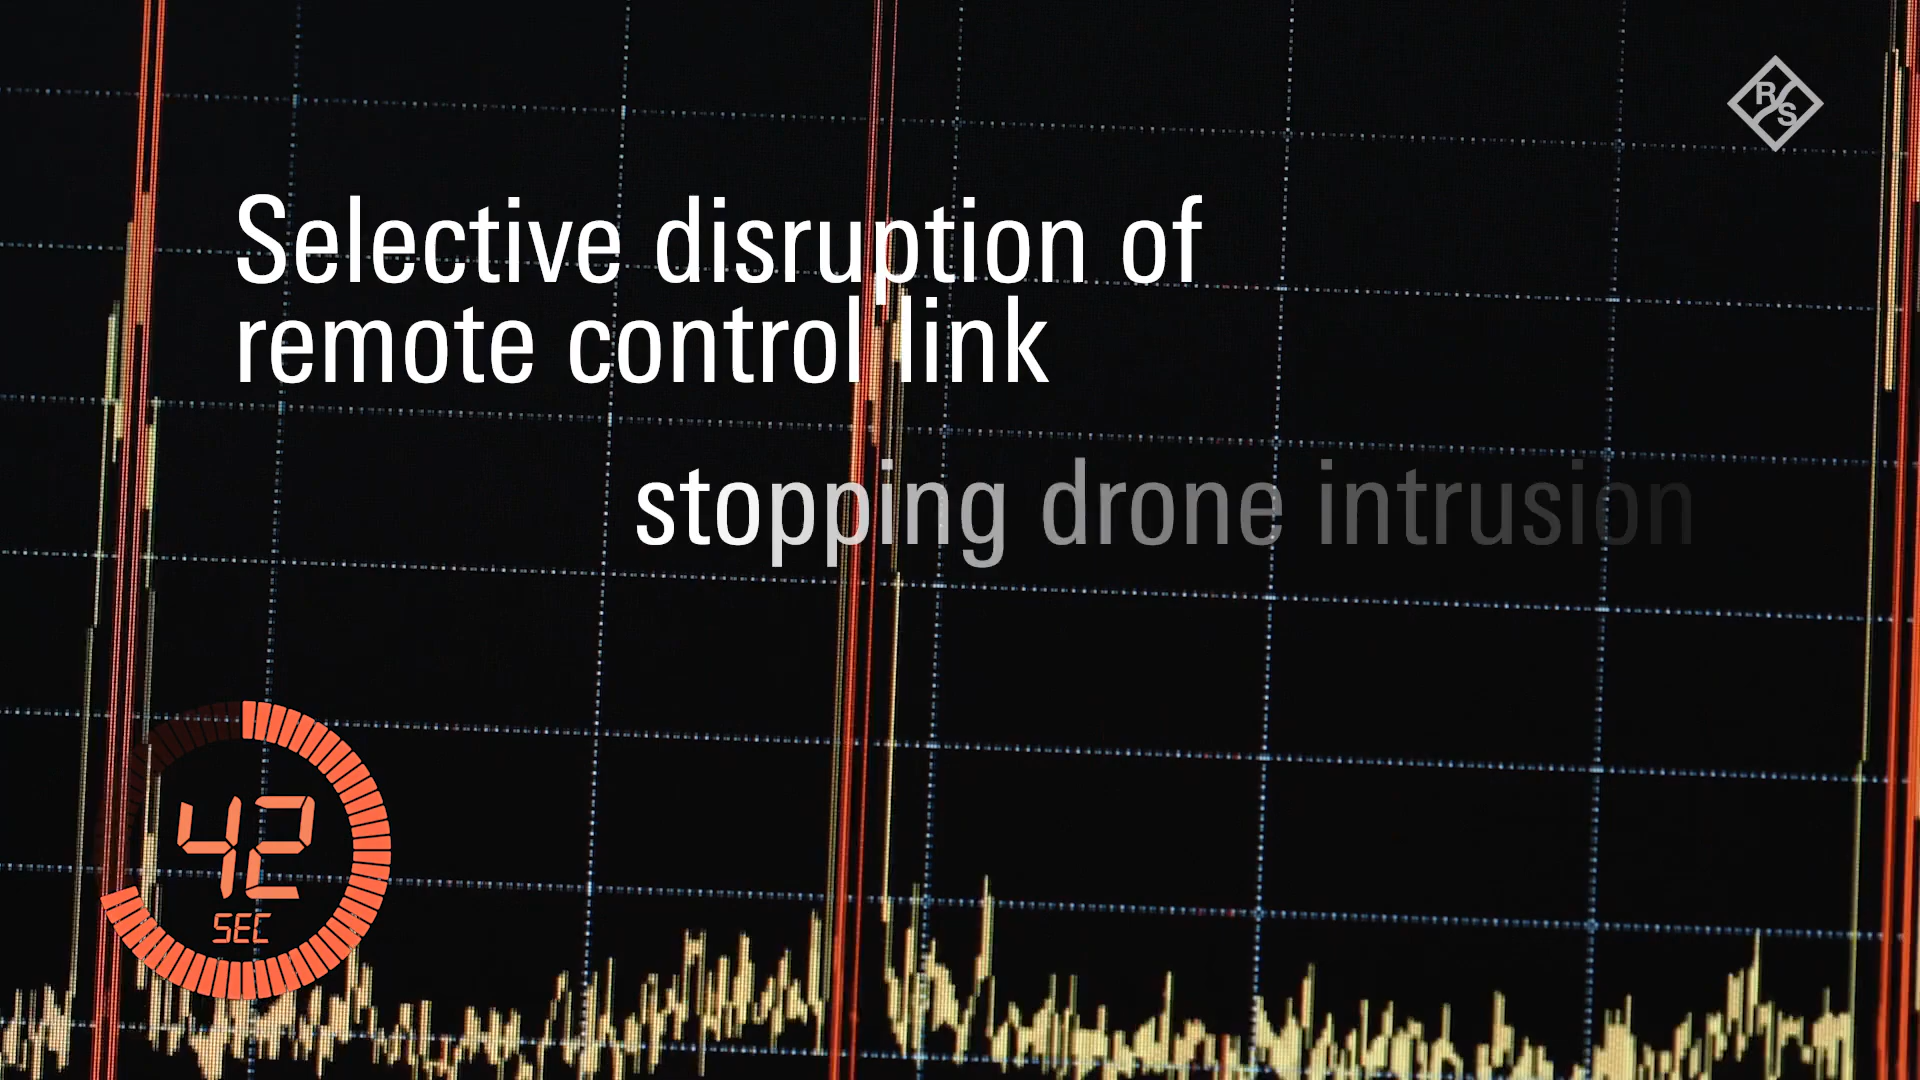 R
S
Selective disruption of
remote control link
stopping drone intrusion
42
SEC